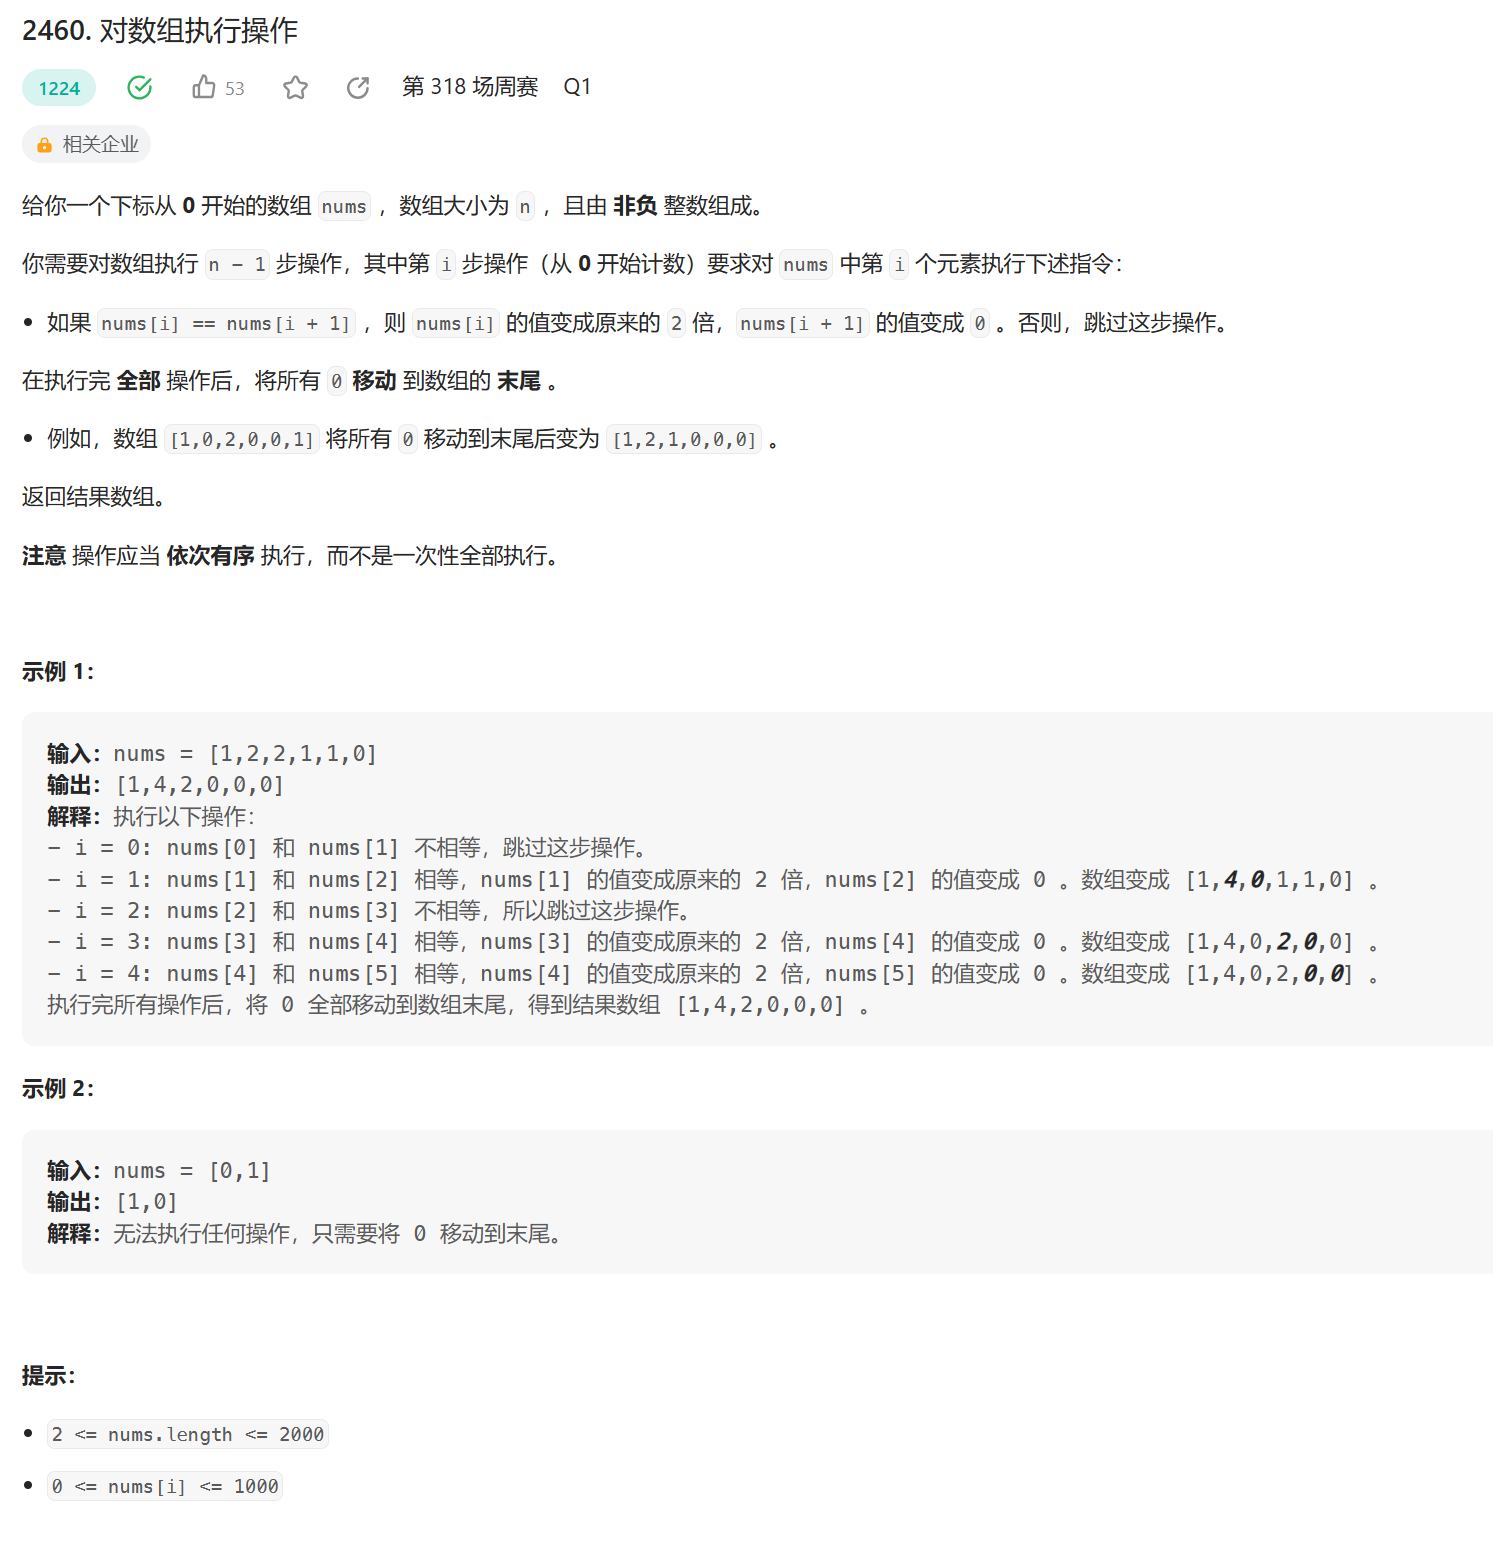 2460. 对数组执行操作
1224 53 第 318 场周赛 Q1
相关企业
给你一个下标从 0 开始的数组 nums ，数组大小为 n ，且由 非负 整数组成。
你需要对数组执行 n - 1 步操作，其中第 i 步操作（从 0 开始计数）要求对 nums 中第 i 个元素执行下述指令：
• 如果 nums[i] == nums[i + 1] ，则 nums[i] 的值变成原来的 2 倍，nums[i + 1] 的值变成 0 。否则，跳过这步操作。
在执行完 全部 操作后，将所有 0 移动 到数组的 末尾 。
• 例如，数组 [1,0,2,0,0,1] 将所有 0 移动到末尾后变为 [1,2,1,0,0,0] 。
返回结果数组。
注意 操作应当 依次有序 执行，而不是一次性全部执行。
示例 1：
输入：nums = [1,2,2,1,1,0]
输出：[1,4,2,0,0,0]
解释：执行以下操作：
- i = 0: nums[0] 和 nums[1] 不相等，跳过这步操作。
- i = 1: nums[1] 和 nums[2] 相等，nums[1] 的值变成原来的 2 倍，nums[2] 的值变成 0 。数组变成 [1,4,0,1,1,0] 。
- i = 2: nums[2] 和 nums[3] 不相等，所以跳过这步操作。
- i = 3: nums[3] 和 nums[4] 相等，nums[3] 的值变成原来的 2 倍，nums[4] 的值变成 0 。数组变成 [1,4,0,2,0,0] 。
- i = 4: nums[4] 和 nums[5] 相等，nums[4] 的值变成原来的 2 倍，nums[5] 的值变成 0 。数组变成 [1,4,0,2,0,0] 。
执行完所有操作后，将 0 全部移动到数组末尾，得到结果数组 [1,4,2,0,0,0] 。
示例 2：
输入：nums = [0,1]
输出：[1,0]
解释：无法执行任何操作，只需要将 0 移动到末尾。
提示：
• 2 <= nums.length <= 2000
• 0 <= nums[i] <= 1000